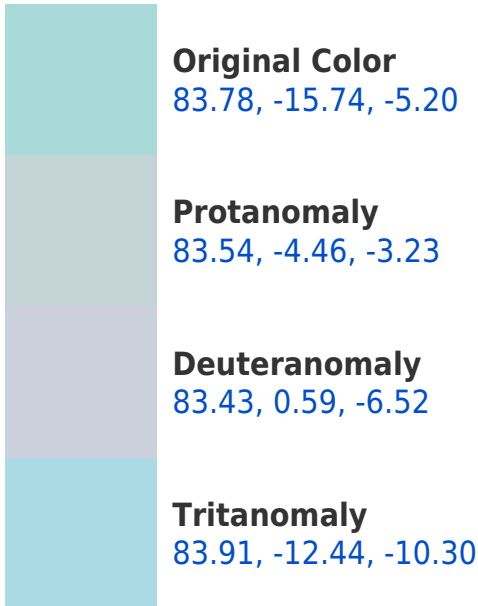 Original Color
83.78, -15.74, -5.20
Protanomaly
83.54, -4.46, -3.23
Deuteranomaly
83.43, 0.59, -6.52
Tritanomaly
83.91, -12.44, -10.30